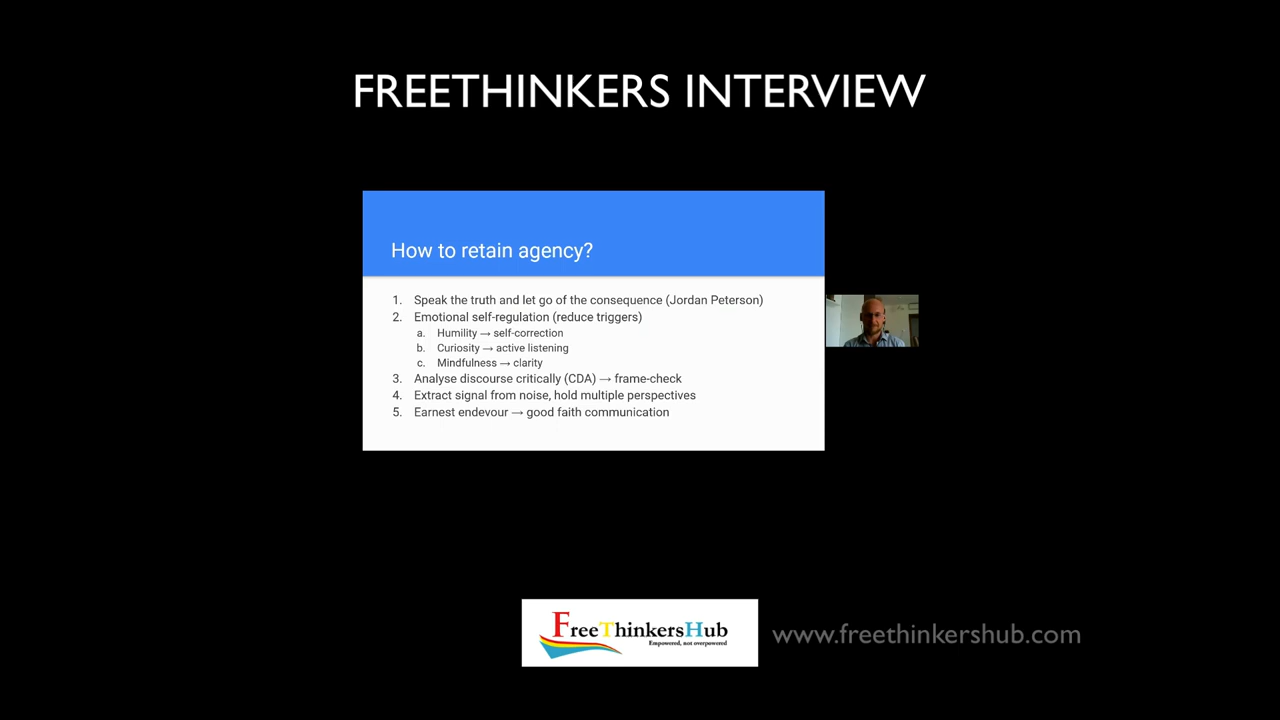 FREETHINKERS INTERVIEW
How to retain agency?
1. Speak the truth and let go of the consequence (Jordan Peterson)
2. Emotional self-regulation (reduce triggers)
a. Humility → self-correction
b. Curiosity → active listening
c. Mindfulness → clarity
3. Analyse discourse critically (CDA) → frame-check
4. Extract signal from noise, hold multiple perspectives
5. Earnest endevour → good faith communication
FreeThinkersHub
Empowered, not overpowered
www.freethinkershub.com